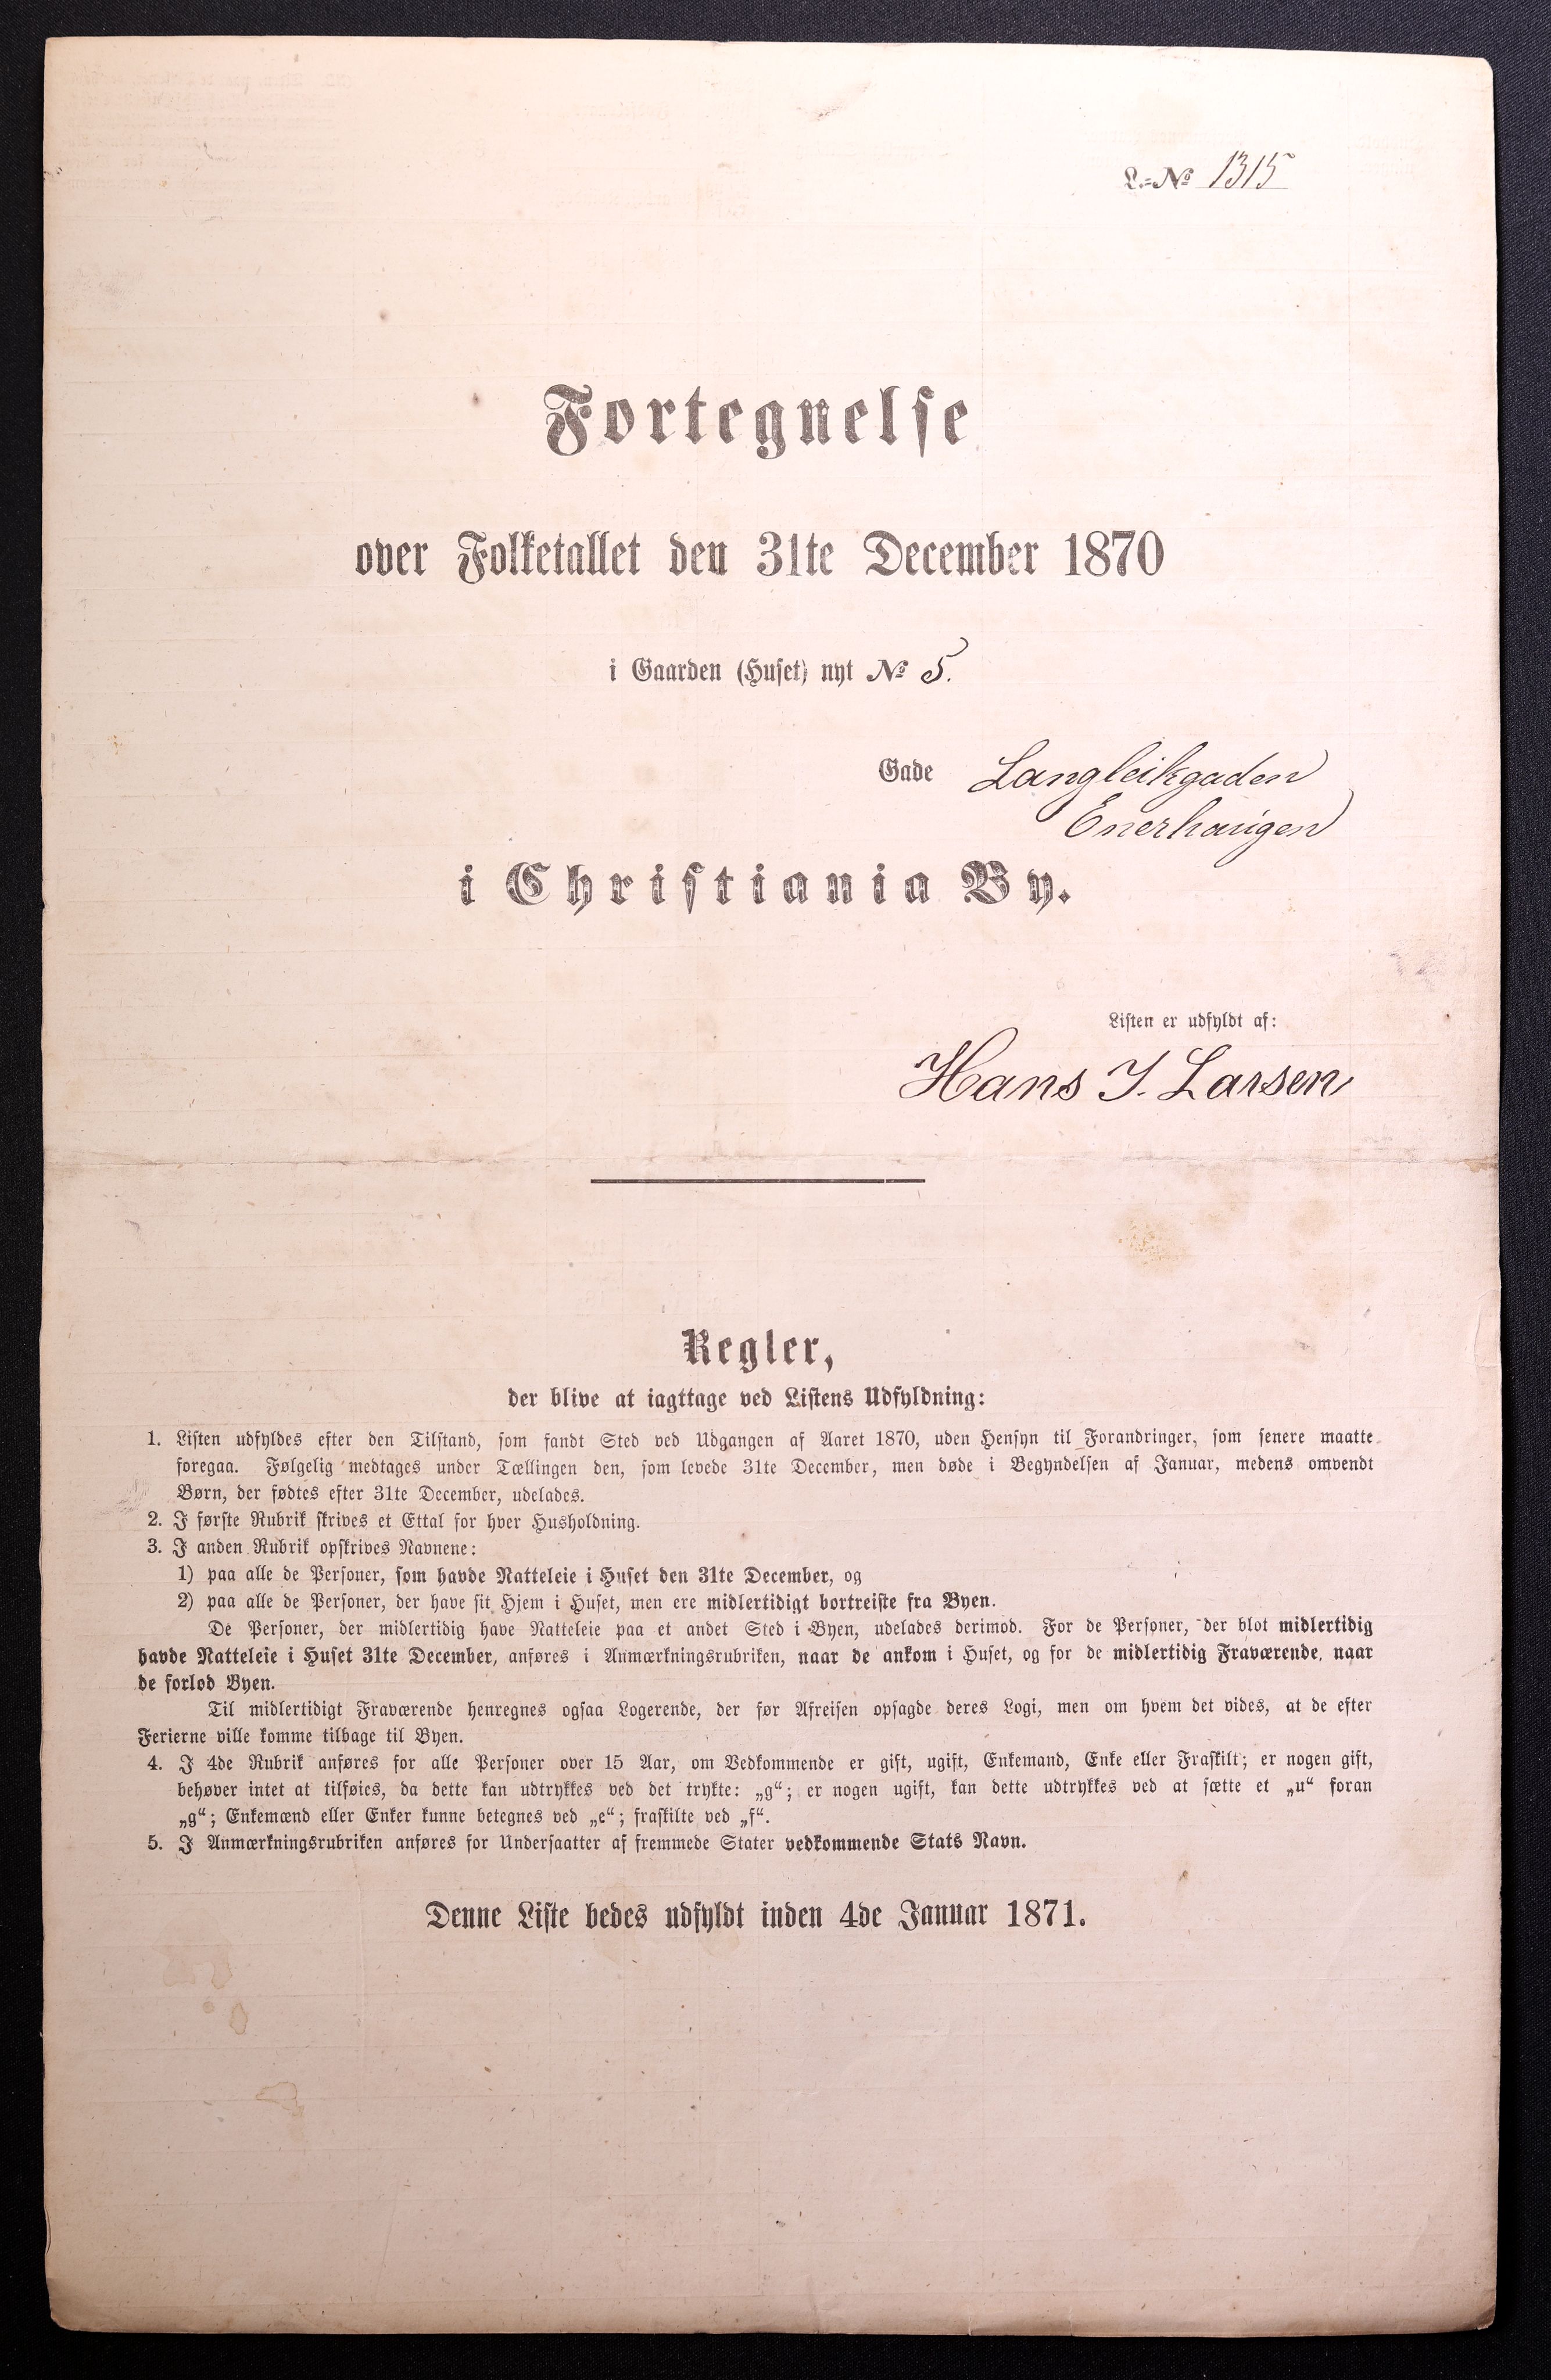 L.-№ 1315
Fortegnelse
over Folketallet den 31te December 1870
i Gaarden (Huset) nyt № 5.
Gade Langleikgaden
Enerhaugen
i Christiania By.
Listen er udfyldt af:
Hans J. Larsen
Regler,
der blive at iagttage ved Listens Udfyldning:
1. Listen udfyldes efter den Tilstand, som fandt Sted ved Udgangen af Aaret 1870, uden Hensyn til Forandringer, som senere maatte
foregaa. Følgelig medtages under Tællingen den, som levede 31te December, men døde i Begyndelsen af Januar, medens omvendt
Børn, der fødtes efter 31te December, udelades.
2. I første Rubrik skrives et Ettal for hver Husholdning.
3. I anden Rubrik opskrives Navnene:
1) paa alle de Personer, som havde Natteleie i Huset den 31te December, og
2) paa alle de Personer, der have sit Hjem i Huset, men ere midlertidigt bortreiste fra Byen.
De Personer, der midlertidig have Natteleie paa et andet Sted i Byen, udelades derimod. For de Personer, der blot midlertidig
havde Natteleie i Huset 31te December, anføres i Anmærkningsrubriken, naar de ankom i Huset, og for de midlertidig Fraværende, naar
de forlod Byen.
Til midlertidigt Fraværende henregnes ogsaa Logerende, der før Afreisen opsagde deres Logi, men om hvem det vides, at de efter
Ferierne ville komme tilbage til Byen.
4. I 4de Rubrik anføres for alle Personer over 15 Aar, om Vedkommende er gift, ugift, Enkemand, Enke eller Fraskilt; er nogen gift,
behøver intet at tilføies, da dette kan udtrykkes ved det trykte: „g“; er nogen ugift, kan dette udtrykkes ved at sætte et „u“ foran
„g“; Enkemænd eller Enker kunne betegnes ved „e“; fraskilte ved „f“.
5. I Anmærkningsrubriken anføres for Undersaatter af fremmede Stater vedkommende Stats Navn.
Denne Liste bedes udfyldt inden 4de Januar 1871.